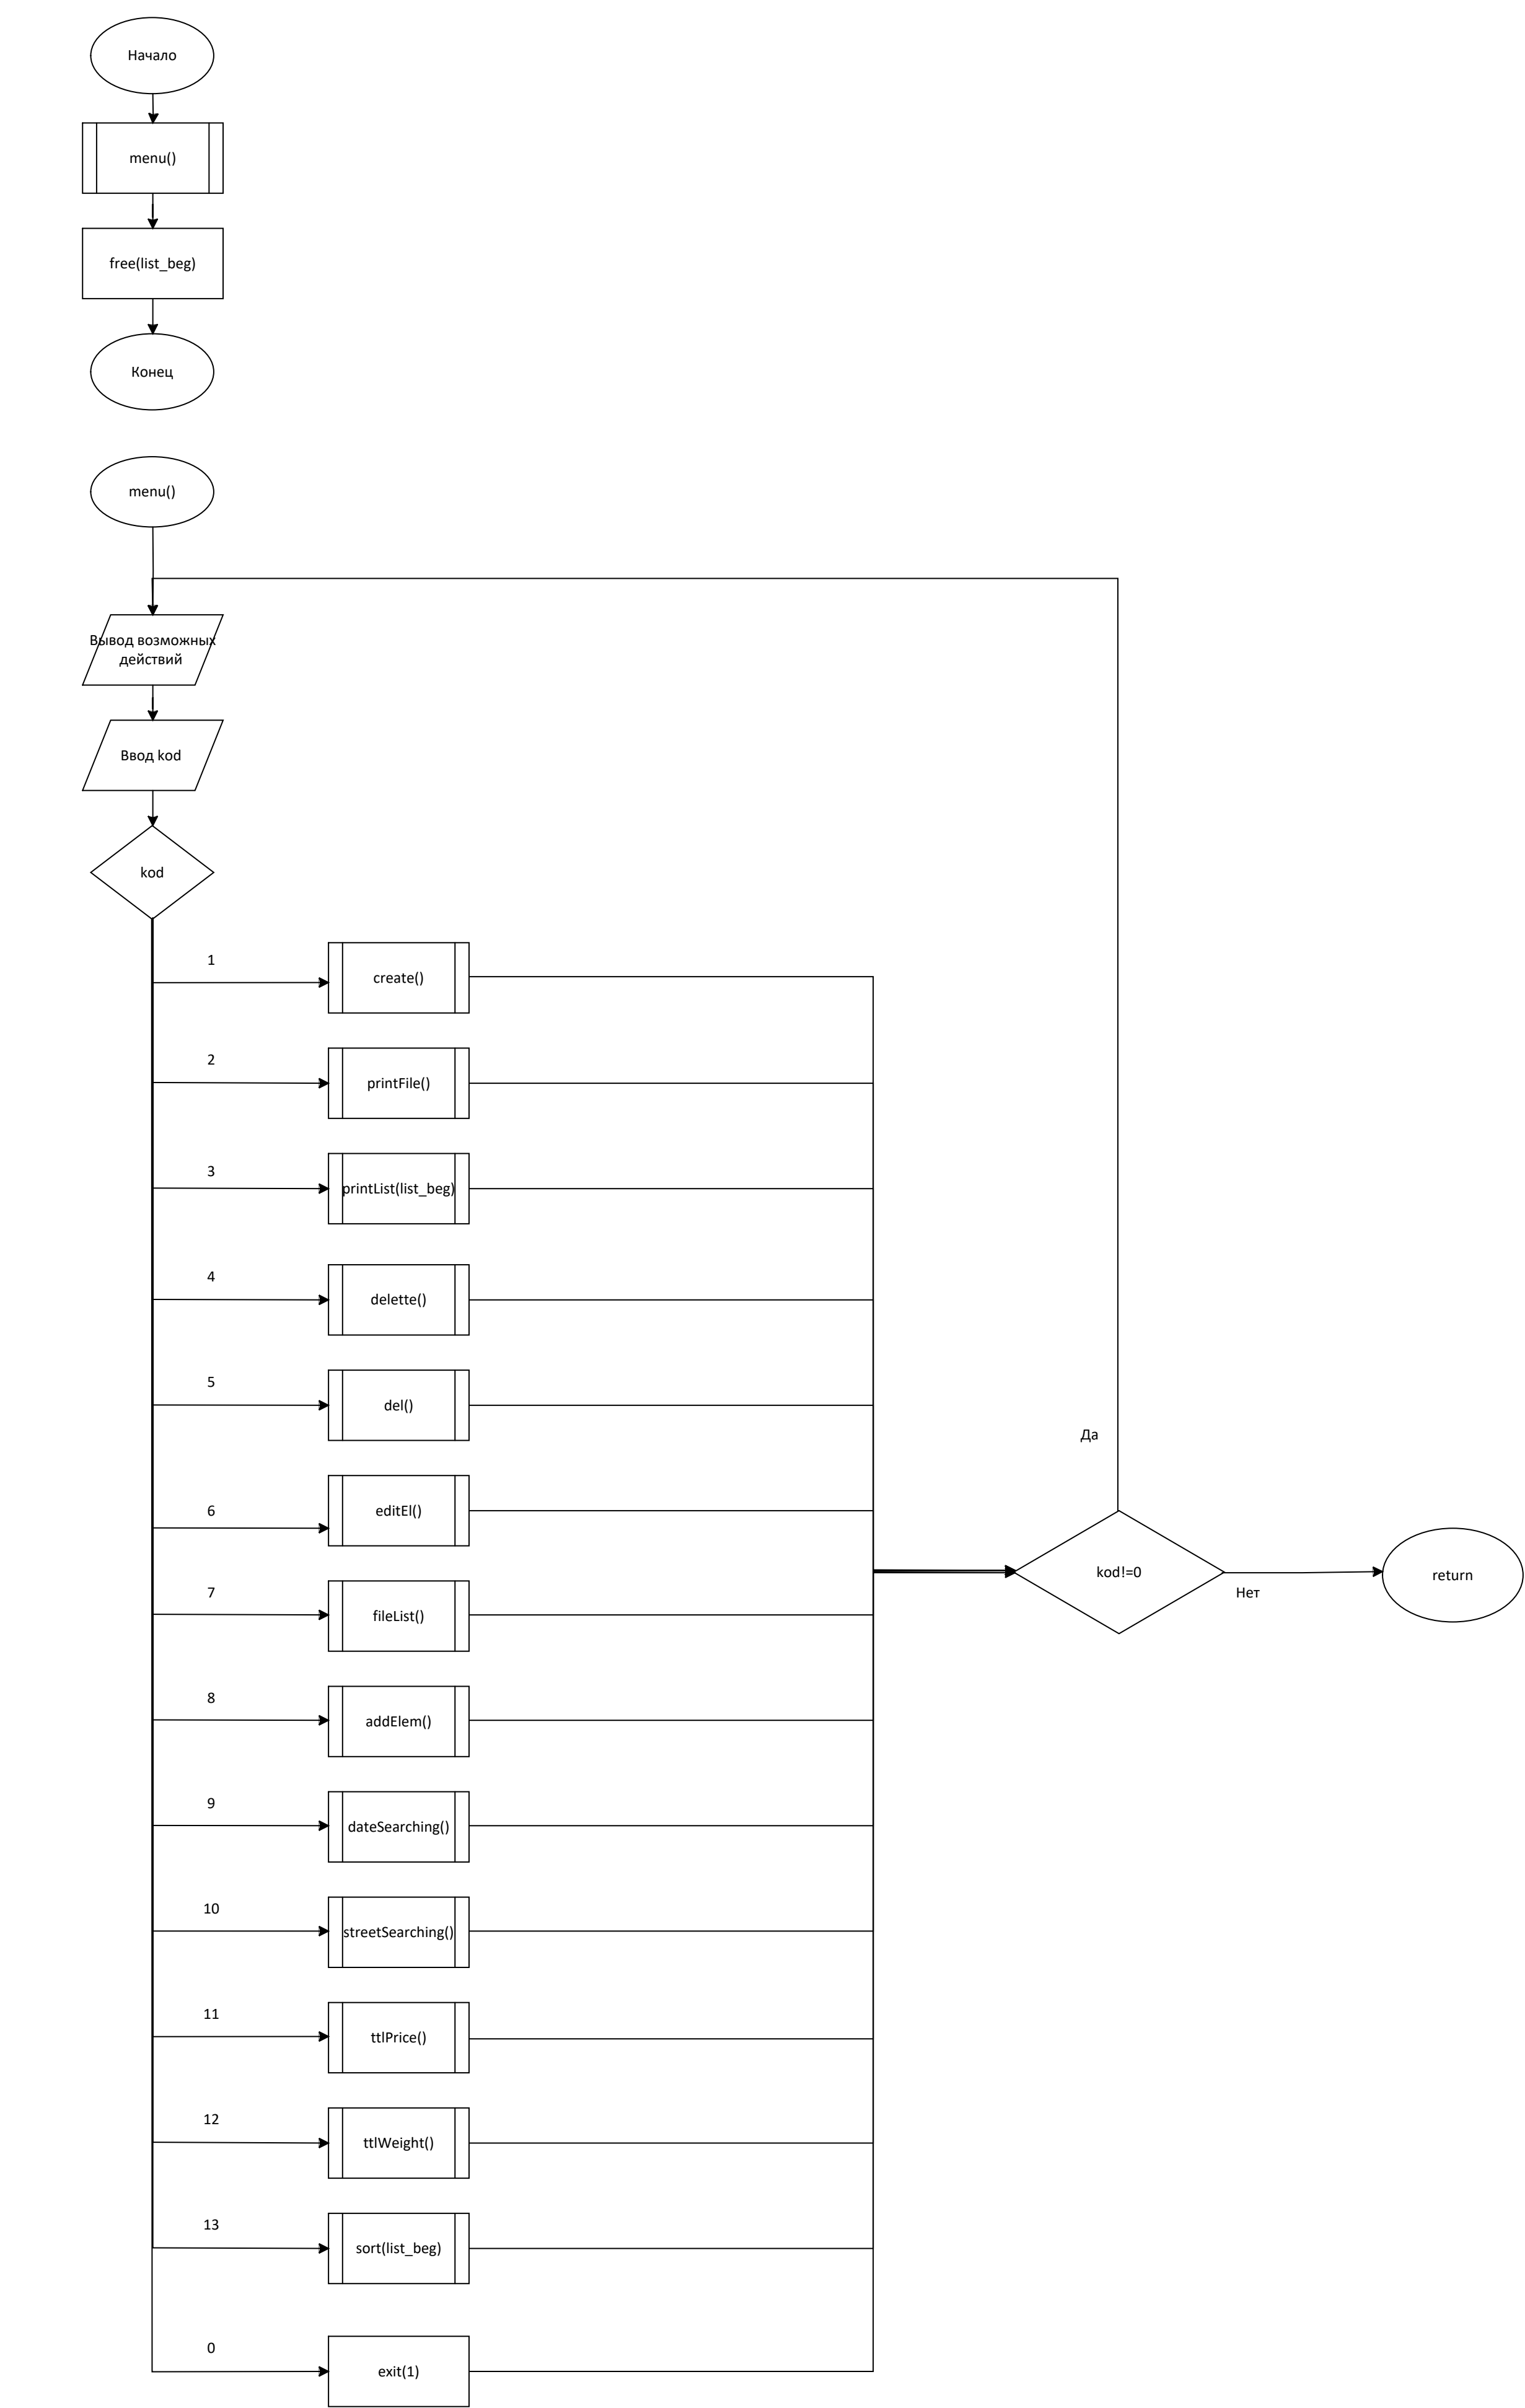 Начало
menu()
free(list_beg)
Конец
menu()
Вывод возможных
действий
Ввод kod
kod
1
create()
2
printFile()
3
printList(list_beg)
4
delette()
5
del()
Да
6
editEl()
kod!=0
return
Нет
7
fileList()
8
addElem()
9
dateSearching()
10
streetSearching()
11
ttlPrice()
12
ttlWeight()
13
sort(list_beg)
0
exit(1)